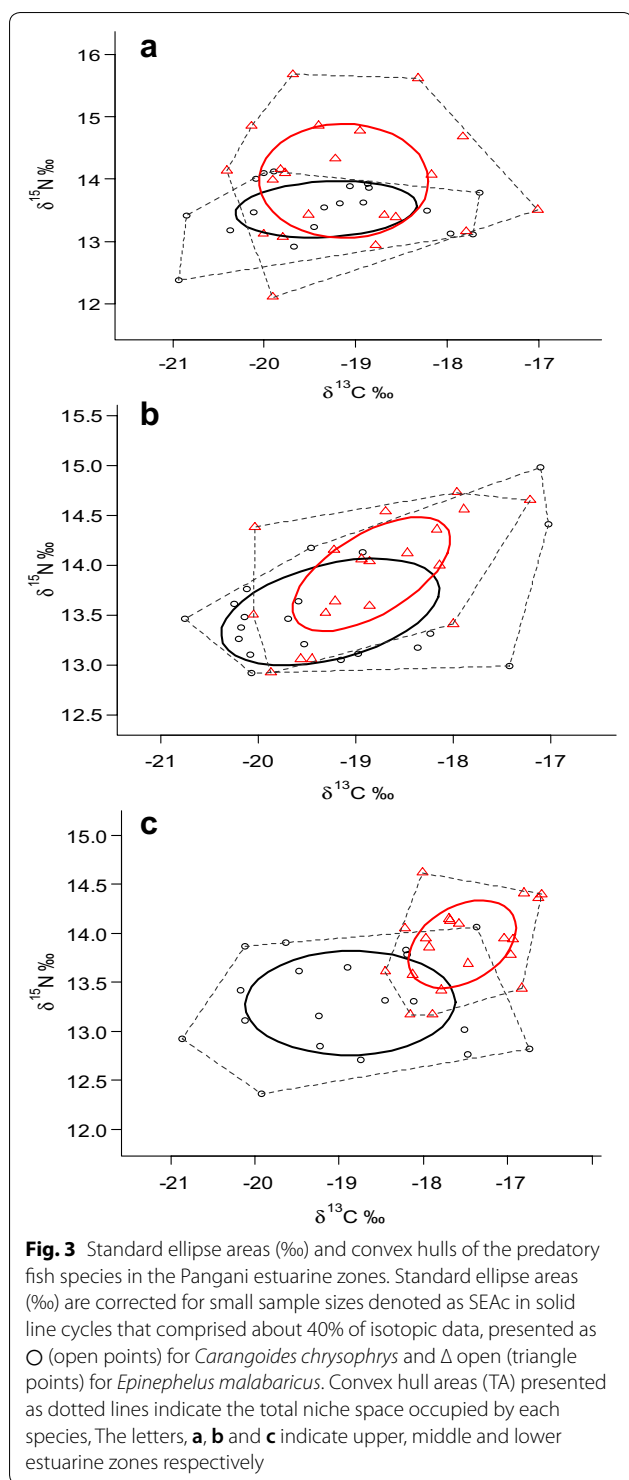 a
16
15
14
13
12
δ15N ‰
-21 -20 -19 -18 -17
δ13C ‰
b
15.5
15.0
14.5
14.0
13.5
13.0
12.5
δ15N ‰
-21 -20 -19 -18 -17
δ13C ‰
c
15.0
14.5
14.0
13.5
13.0
12.5
12.0
δ15N ‰
-21 -20 -19 -18 -17
δ13C ‰
Fig. 3 Standard ellipse areas (‰) and convex hulls of the predatory
fish species in the Pangani estuarine zones. Standard ellipse areas
(‰) are corrected for small sample sizes denoted as SEAc in solid
line cycles that comprised about 40% of isotopic data, presented as
○ (open points) for Carangoides chrysophrys and Δ open (triangle
points) for Epinephelus malabaricus. Convex hull areas (TA) presented
as dotted lines indicate the total niche space occupied by each
species, The letters, a, b and c indicate upper, middle and lower
estuarine zones respectively